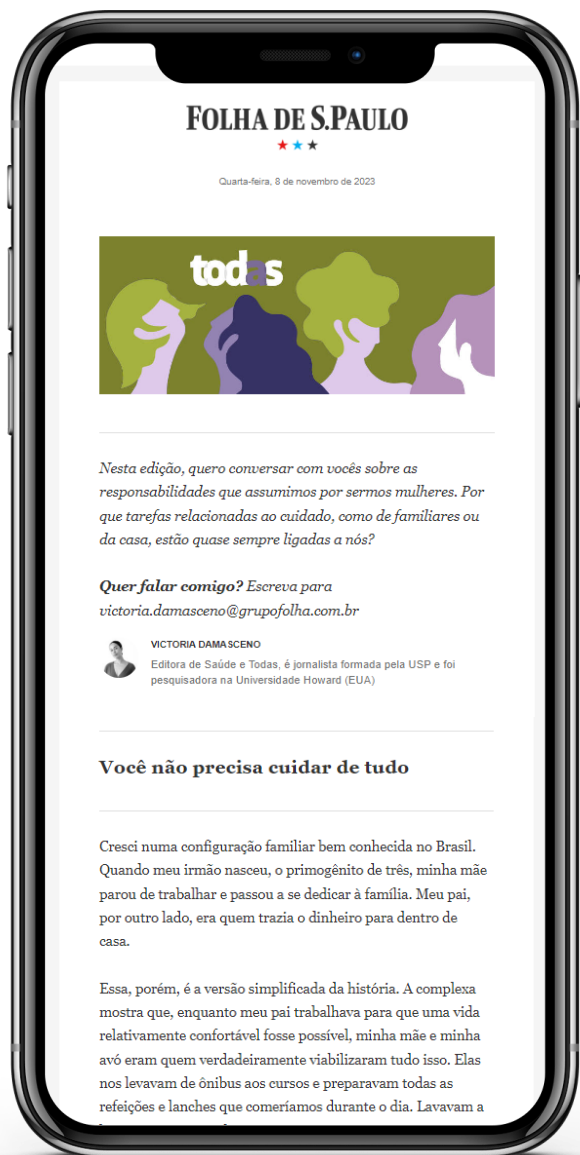 FOLHA DE S.PAULO
Quarta-feira, 8 de novembro de 2023
todas
Nesta edição, quero conversar com vocês sobre as
responsabilidades que assumimos por sermos mulheres. Por
que tarefas relacionadas ao cuidado, como de familiares ou
da casa, estão quase sempre ligadas a nós?
Quer falar comigo? Escreva para
victoria.damasceno@grupofolha.com.br
VICTORIA DAMASCENO
Editora de Saúde e Todas, é jornalista formada pela USP e foi
pesquisadora na Universidade Howard (EUA)
Você não precisa cuidar de tudo
Cresci numa configuração familiar bem conhecida no Brasil.
Quando meu irmão nasceu, o primogênito de três, minha mãe
parou de trabalhar e passou a se dedicar à família. Meu pai,
por outro lado, era quem trazia o dinheiro para dentro de
casa.
Essa, porém, é a versão simplificada da história. A complexa
mostra que, enquanto meu pai trabalhava para que uma vida
relativamente confortável fosse possível, minha mãe e minha
avó eram quem verdadeiramente viabilizaram tudo isso. Elas
nos levavam de ônibus aos cursos e preparavam todas as
refeições e lanches que comeríamos durante o dia. Lavavam a